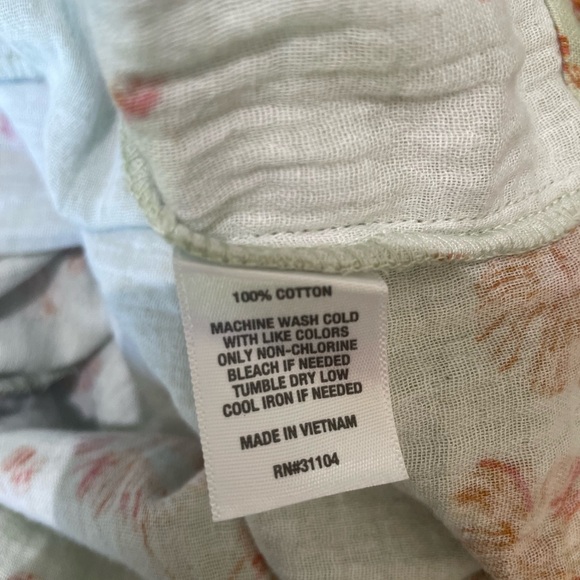 100% COTTON
MACHINE WASH COLD
WITH LIKE COLORS
ONLY NON-CHLORINE
BLEACH IF NEEDED
TUMBLE DRY LOW
COOL IRON IF NEEDED
MADE IN VIETNAM
RN#31104